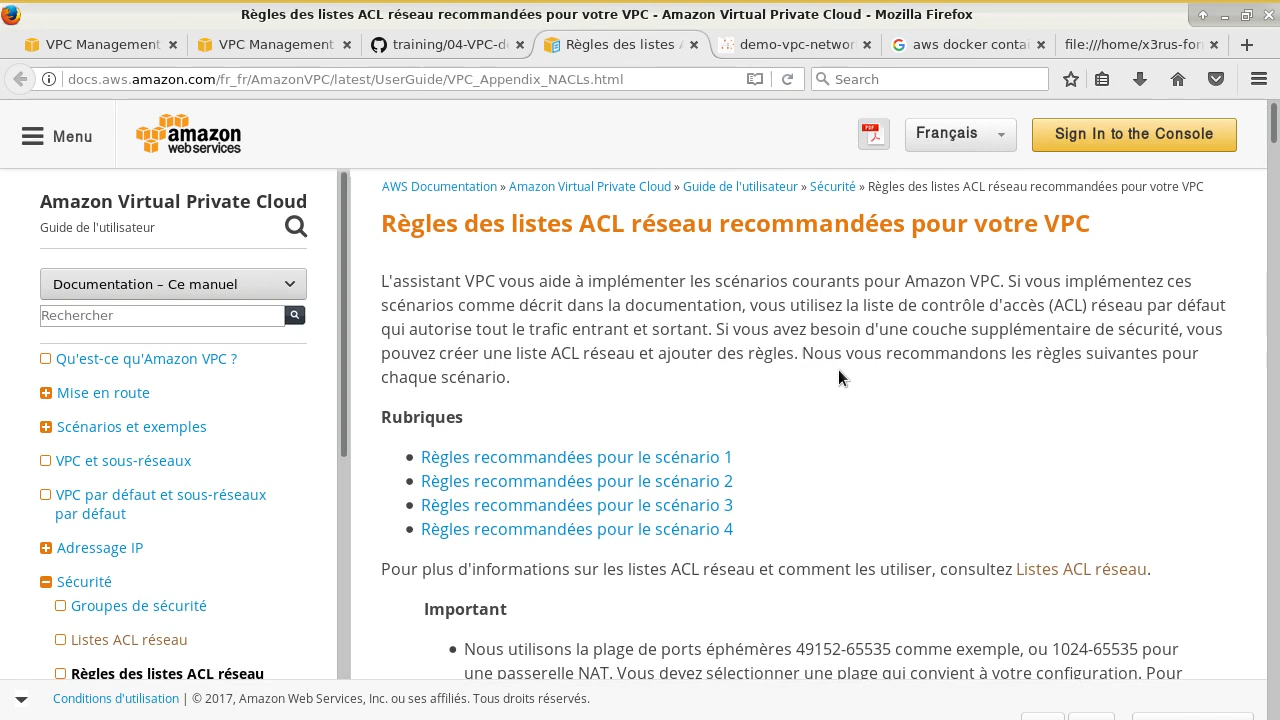 Règles des listes ACL réseau recommandées pour votre VPC - Amazon Virtual Private Cloud - Mozilla Firefox
VPC Management
VPC Management
training/04-VPC-d
Règles des listes
demo-vpc-networ
aws docker contai
file:///home/x3rus-for
docs.aws.amazon.com/fr_fr/AmazonVPC/latest/UserGuide/VPC_Appendix_NACLs.html
Search
Menu
amazon
web services
PDF
Français
Sign In to the Console
Amazon Virtual Private Cloud
Guide de l'utilisateur
Documentation – Ce manuel
Rechercher
Qu'est-ce qu'Amazon VPC ?
Mise en route
Scénarios et exemples
VPC et sous-réseaux
VPC par défaut et sous-réseaux
par défaut
Adressage IP
Sécurité
Groupes de sécurité
Listes ACL réseau
Règles des listes ACL réseau
AWS Documentation » Amazon Virtual Private Cloud » Guide de l'utilisateur » Sécurité » Règles des listes ACL réseau recommandées pour votre VPC
Règles des listes ACL réseau recommandées pour votre VPC
L'assistant VPC vous aide à implémenter les scénarios courants pour Amazon VPC. Si vous implémentez ces
scénarios comme décrit dans la documentation, vous utilisez la liste de contrôle d'accès (ACL) réseau par défaut
qui autorise tout le trafic entrant et sortant. Si vous avez besoin d'une couche supplémentaire de sécurité, vous
pouvez créer une liste ACL réseau et ajouter des règles. Nous vous recommandons les règles suivantes pour
chaque scénario.
Rubriques
Règles recommandées pour le scénario 1
Règles recommandées pour le scénario 2
Règles recommandées pour le scénario 3
Règles recommandées pour le scénario 4
Pour plus d'informations sur les listes ACL réseau et comment les utiliser, consultez Listes ACL réseau.
Important
Nous utilisons la plage de ports éphémères 49152-65535 comme exemple, ou 1024-65535 pour
une passerelle NAT. Vous devez sélectionner une plage qui convient à votre configuration. Pour
Conditions d'utilisation | © 2017, Amazon Web Services, Inc. ou ses affiliés. Tous droits réservés.